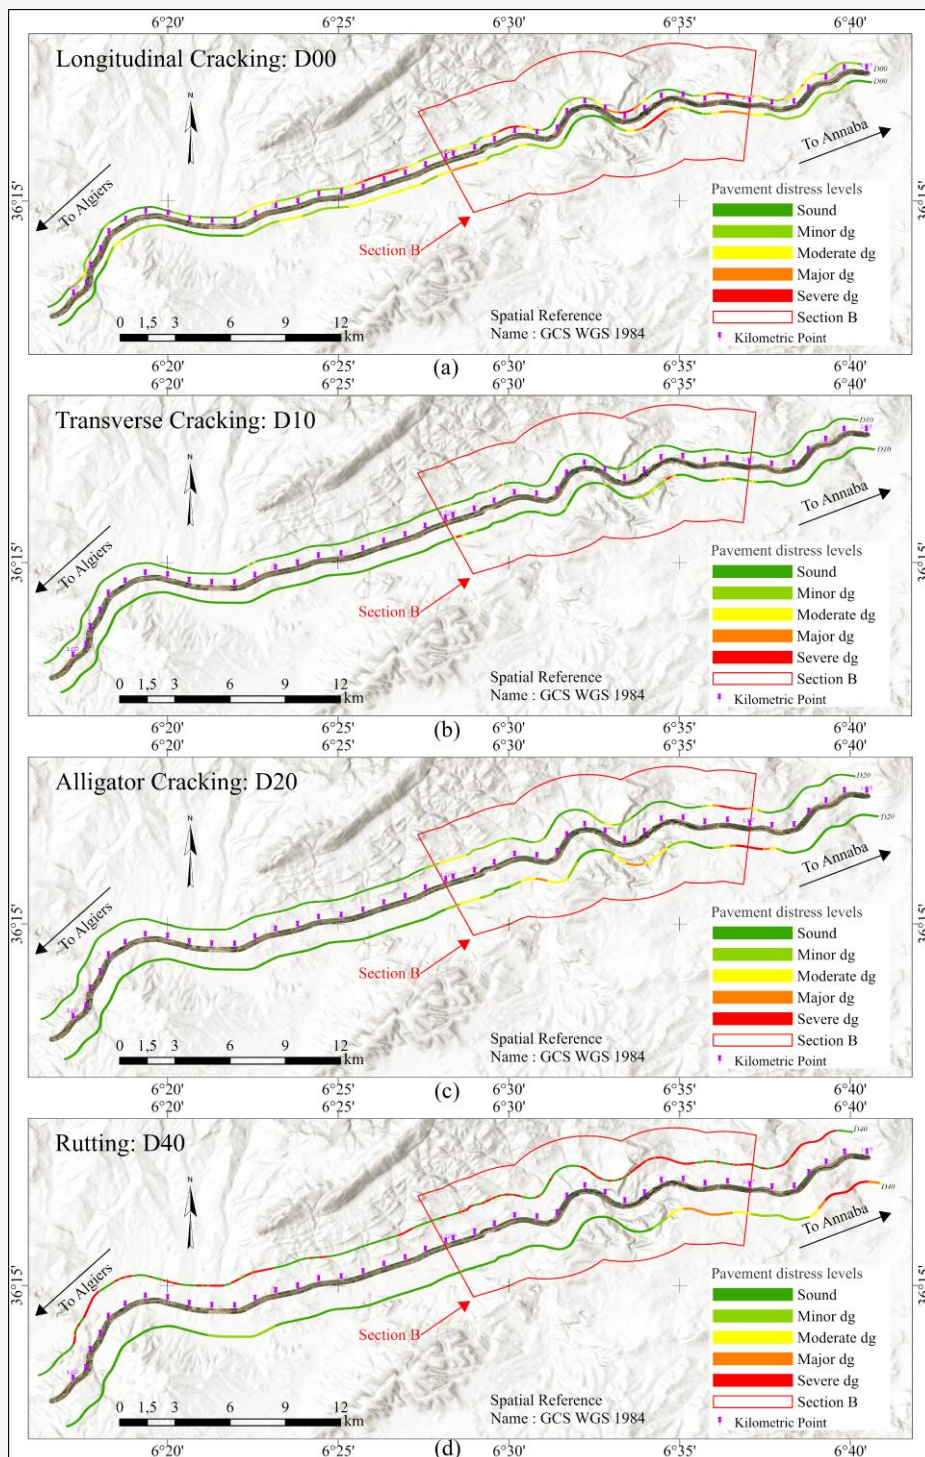 6°20' 6°25' 6°30' 6°35' 6°40'
Longitudinal Cracking: D00
D00
D00
N
To Annaba
To Algiers
36°15' 36°15'
Section B
Pavement distress levels
Sound
Minor dg
Moderate dg
Major dg
Severe dg
Section B
Kilometric Point
Spatial Reference
Name : GCS WGS 1984
0 1,5 3 6 9 12
km
(a)
6°20' 6°25' 6°30' 6°35' 6°40'
6°20' 6°25' 6°30' 6°35' 6°40'
Transverse Cracking: D10
D10
D10
N
To Annaba
To Algiers
36°15' 36°15'
Section B
Pavement distress levels
Sound
Minor dg
Moderate dg
Major dg
Severe dg
Section B
Kilometric Point
Spatial Reference
Name : GCS WGS 1984
0 1,5 3 6 9 12
km
(b)
6°20' 6°25' 6°30' 6°35' 6°40'
6°20' 6°25' 6°30' 6°35' 6°40'
Alligator Cracking: D20
D20
D20
N
To Annaba
To Algiers
36°15' 36°15'
Section B
Pavement distress levels
Sound
Minor dg
Moderate dg
Major dg
Severe dg
Section B
Kilometric Point
Spatial Reference
Name : GCS WGS 1984
0 1,5 3 6 9 12
km
(c)
6°20' 6°25' 6°30' 6°35' 6°40'
6°20' 6°25' 6°30' 6°35' 6°40'
Rutting: D40
D40
D40
N
To Annaba
To Algiers
36°15' 36°15'
Section B
Pavement distress levels
Sound
Minor dg
Moderate dg
Major dg
Severe dg
Section B
Kilometric Point
Spatial Reference
Name : GCS WGS 1984
0 1,5 3 6 9 12
km
(d)
6°20' 6°25' 6°30' 6°35' 6°40'